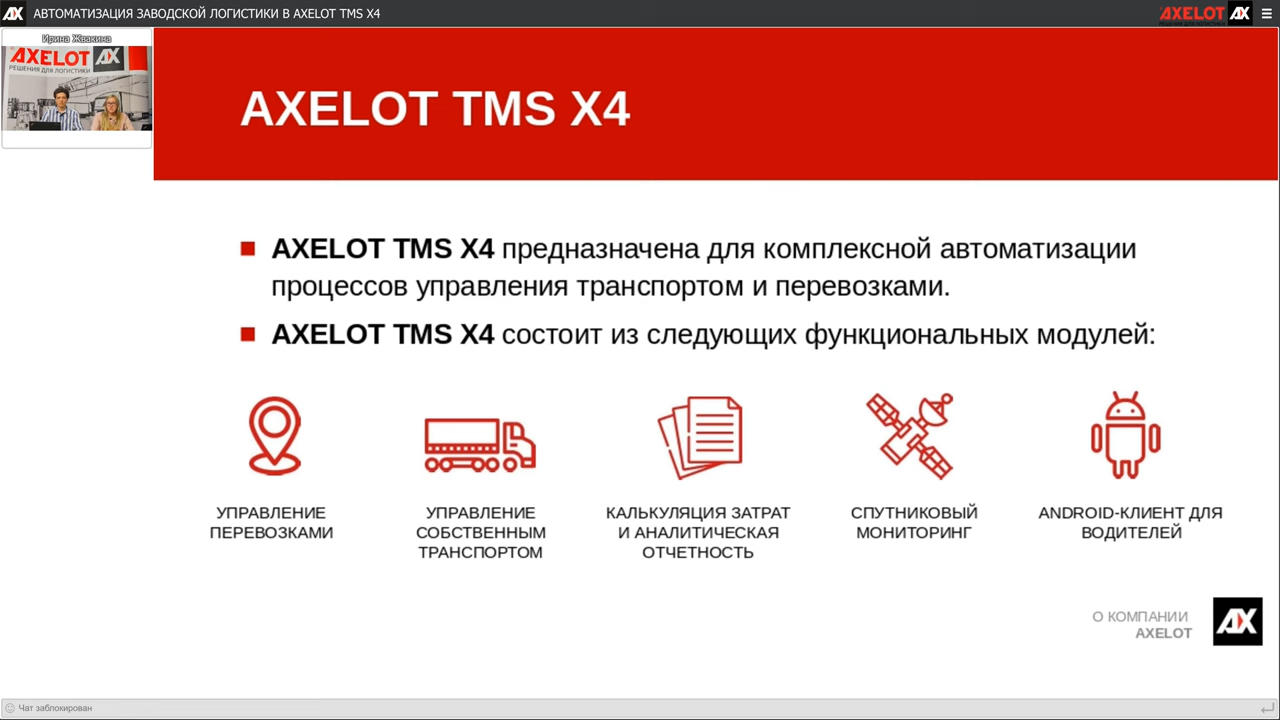 АВТОМАТИЗАЦИЯ ЗАВОДСКОЙ ЛОГИСТИКИ В AXELOT TMS X4
AXELOT
Ирина Жвакина
AXELOT
РЕШЕНИЯ ДЛЯ ЛОГИСТИКИ
AXELOT TMS X4
AXELOT TMS X4 предназначена для комплексной автоматизации
процессов управления транспортом и перевозками.
AXELOT TMS X4 состоит из следующих функциональных модулей:
УПРАВЛЕНИЕ
ПЕРЕВОЗКАМИ
УПРАВЛЕНИЕ
СОБСТВЕННЫМ
ТРАНСПОРТОМ
КАЛЬКУЛЯЦИЯ ЗАТРАТ
И АНАЛИТИЧЕСКАЯ
ОТЧЕТНОСТЬ
СПУТНИКОВЫЙ
МОНИТОРИНГ
ANDROID-КЛИЕНТ ДЛЯ
ВОДИТЕЛЕЙ
О КОМПАНИИ
AXELOT
AX
Чат заблокирован